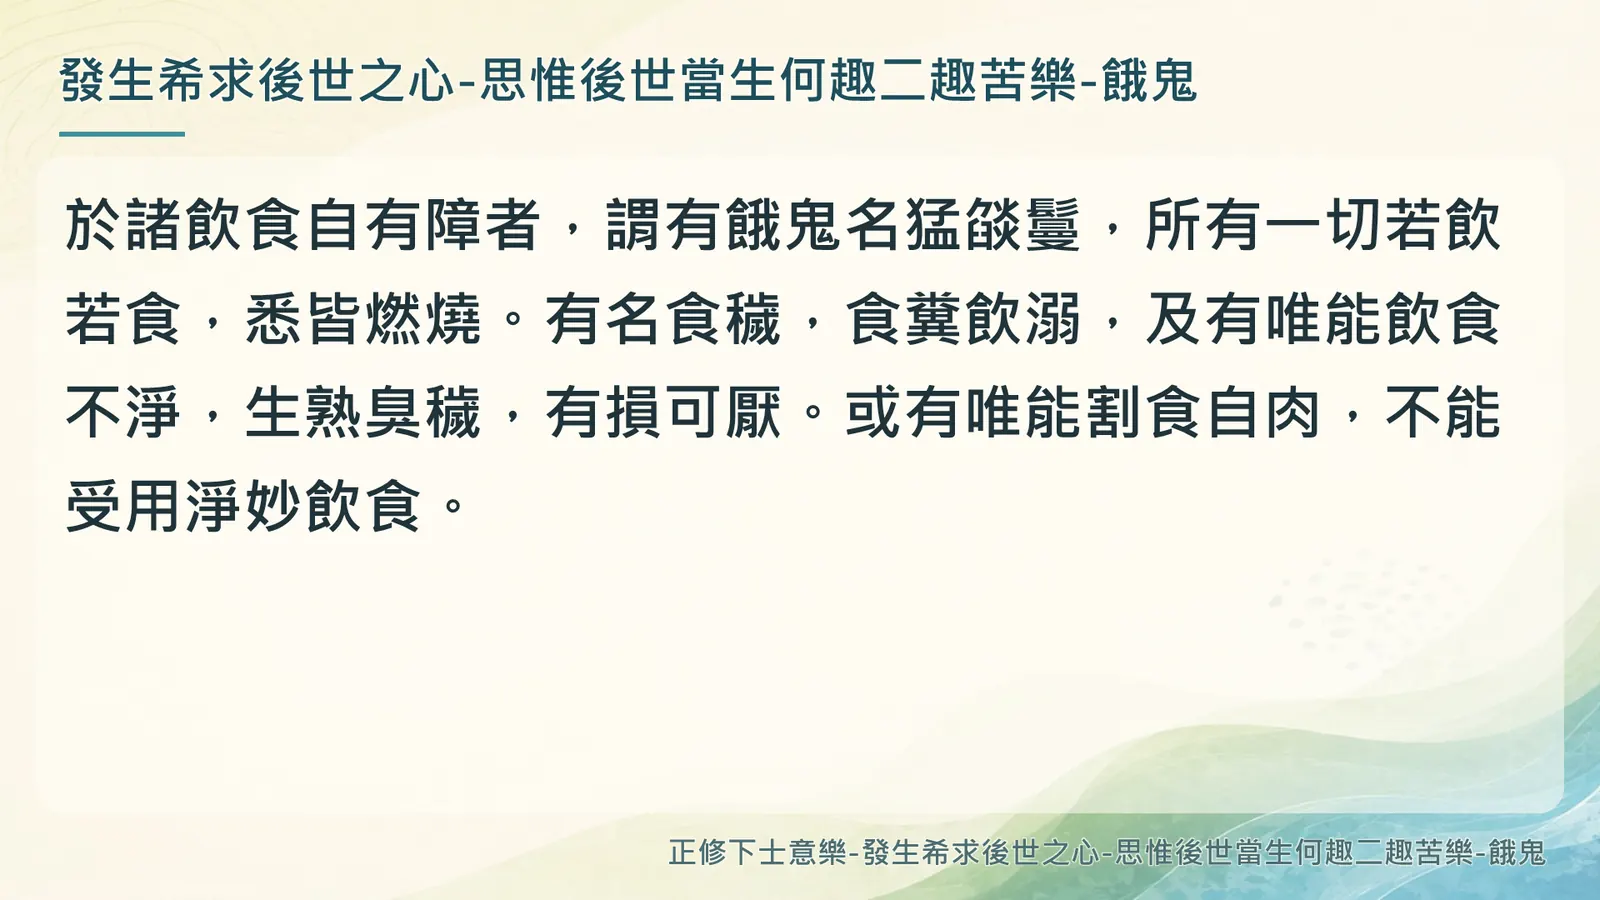 發生希求後世之心-思惟後世當生何趣二趣苦樂-餓鬼
於諸飲食自有障者，謂有餓鬼名猛燄鬘，所有一切若飲
若食，悉皆燃燒。有名食穢，食糞飲溺，及有唯能飲食
不淨，生熟臭穢，有損可厭。或有唯能割食自肉，不能
受用淨妙飲食。
正修下士意樂-發生希求後世之心-思惟後世當生何趣二趣苦樂-餓鬼